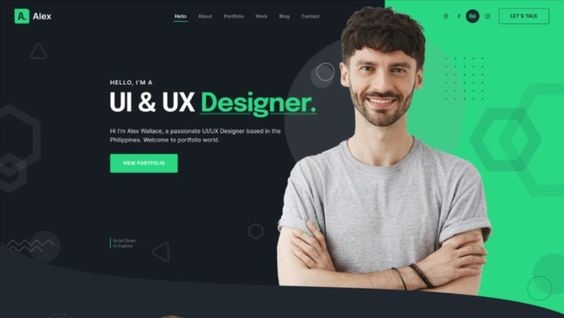 A. Alex
Hello About Portfolio Work Blog Contact
Bē LET'S TALK
HELLO, I'M A
UI & UX Designer.
Hi I'm Alex Wallace, a passionate UI/UX Designer based in the
Philippines. Welcome to portfolio world.
VIEW PORTFOLIO
Scroll Down
to Explore